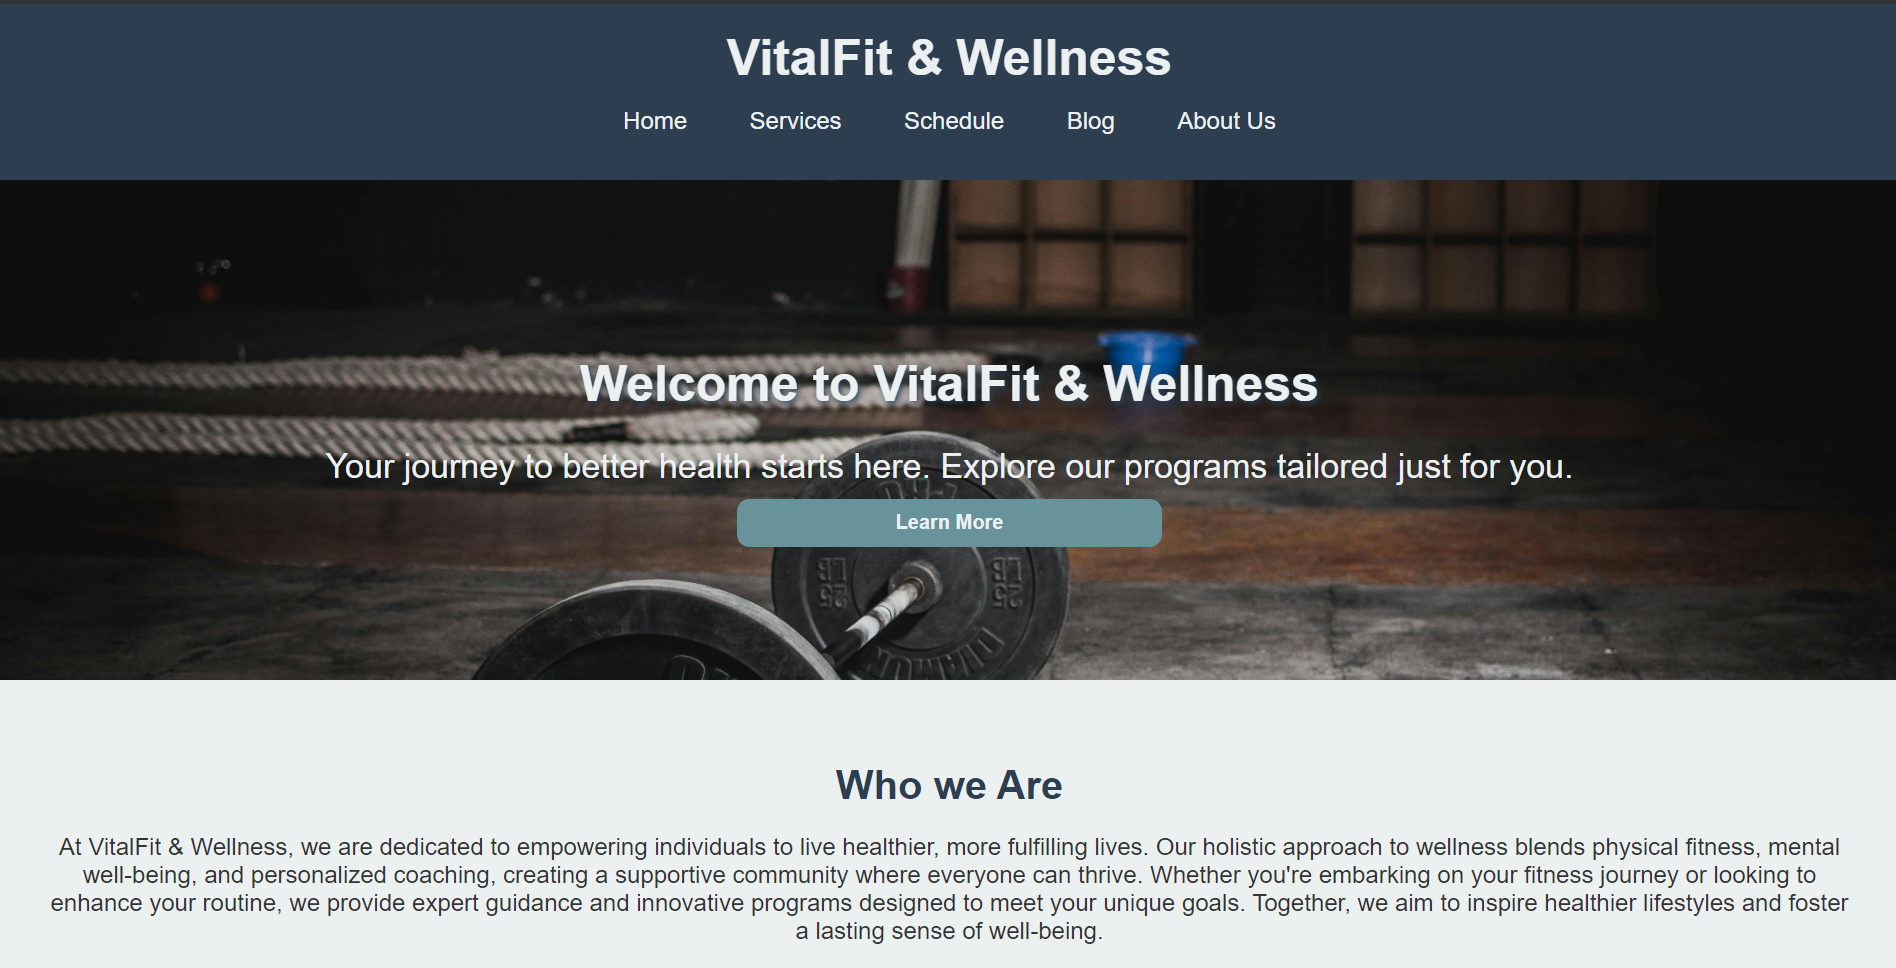 VitalFit & Wellness
Home Services Schedule Blog About Us
Welcome to VitalFit & Wellness
Your journey to better health starts here. Explore our programs tailored just for you.
Learn More
25
LB
25
LB
Who we Are
At VitalFit & Wellness, we are dedicated to empowering individuals to live healthier, more fulfilling lives. Our holistic approach to wellness blends physical fitness, mental
well-being, and personalized coaching, creating a supportive community where everyone can thrive. Whether you're embarking on your fitness journey or looking to
enhance your routine, we provide expert guidance and innovative programs designed to meet your unique goals. Together, we aim to inspire healthier lifestyles and foster
a lasting sense of well-being.